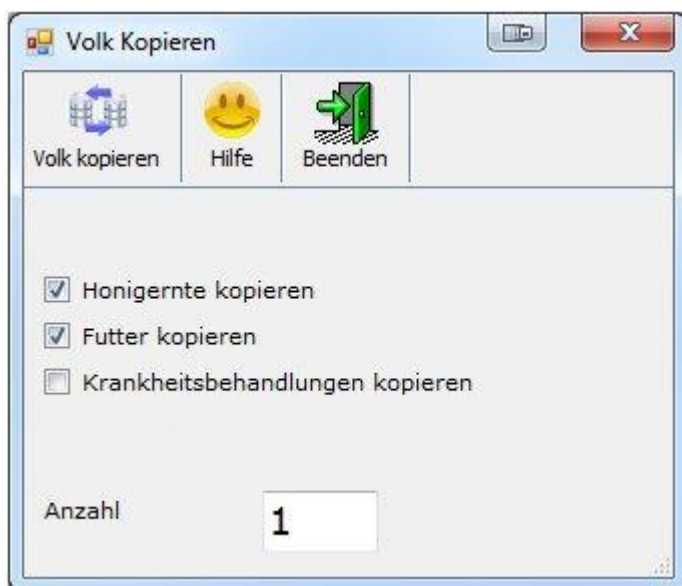 Volk Kopieren
Volk kopieren Hilfe Beenden
Honigernte kopieren
Futter kopieren
Krankheitsbehandlungen kopieren
Anzahl 1